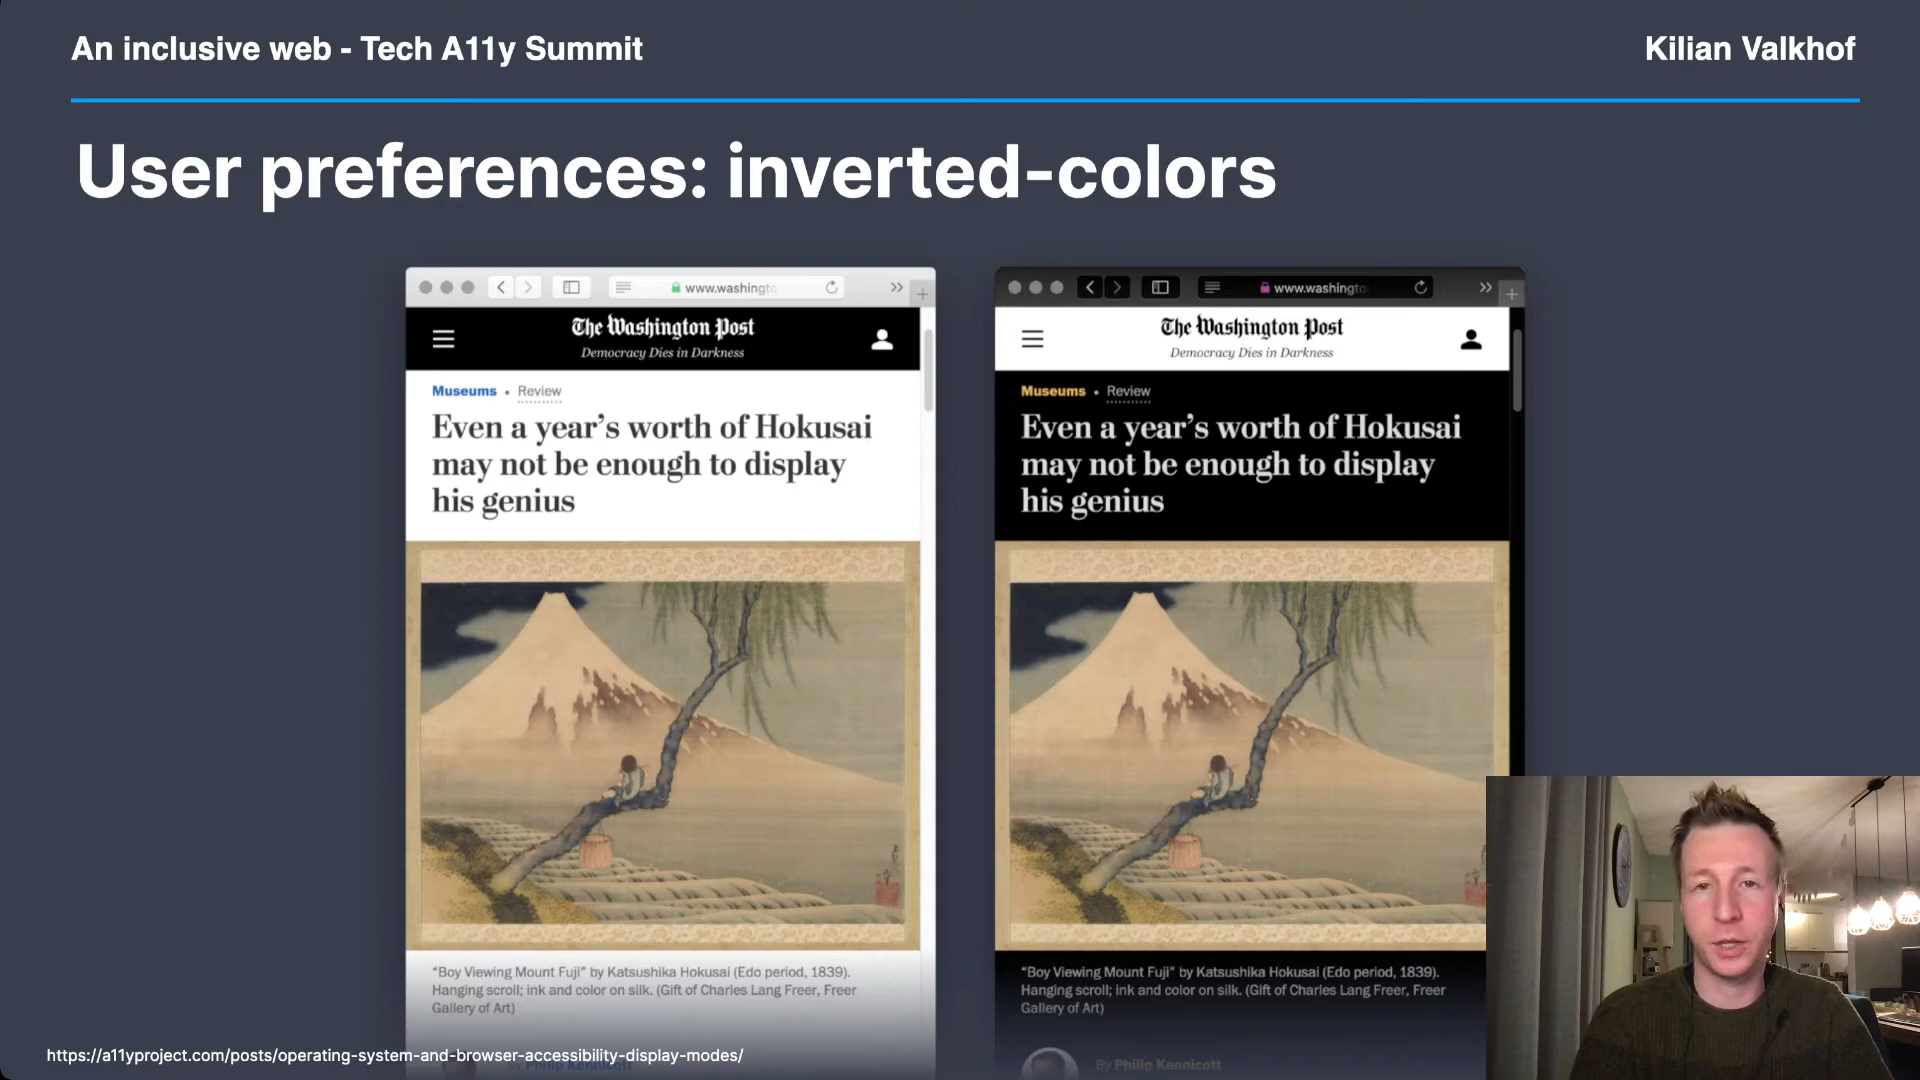 An inclusive web - Tech A11y Summit
Kilian Valkhof
User preferences: inverted-colors
www.washingto
The Washington Post
Democracy Dies in Darkness
Museums • Review
Even a year’s worth of Hokusai
may not be enough to display
his genius
“Boy Viewing Mount Fuji” by Katsushika Hokusai (Edo period, 1839).
Hanging scroll; ink and color on silk. (Gift of Charles Lang Freer, Freer
Gallery of Art)
By Philip Kennicott
www.washingto
The Washington Post
Democracy Dies in Darkness
Museums • Review
Even a year’s worth of Hokusai
may not be enough to display
his genius
“Boy Viewing Mount Fuji” by Katsushika Hokusai (Edo period, 1839).
Hanging scroll; ink and color on silk. (Gift of Charles Lang Freer, Freer
Gallery of Art)
By Philip Kennicott
https://a11yproject.com/posts/operating-system-and-browser-accessibility-display-modes/